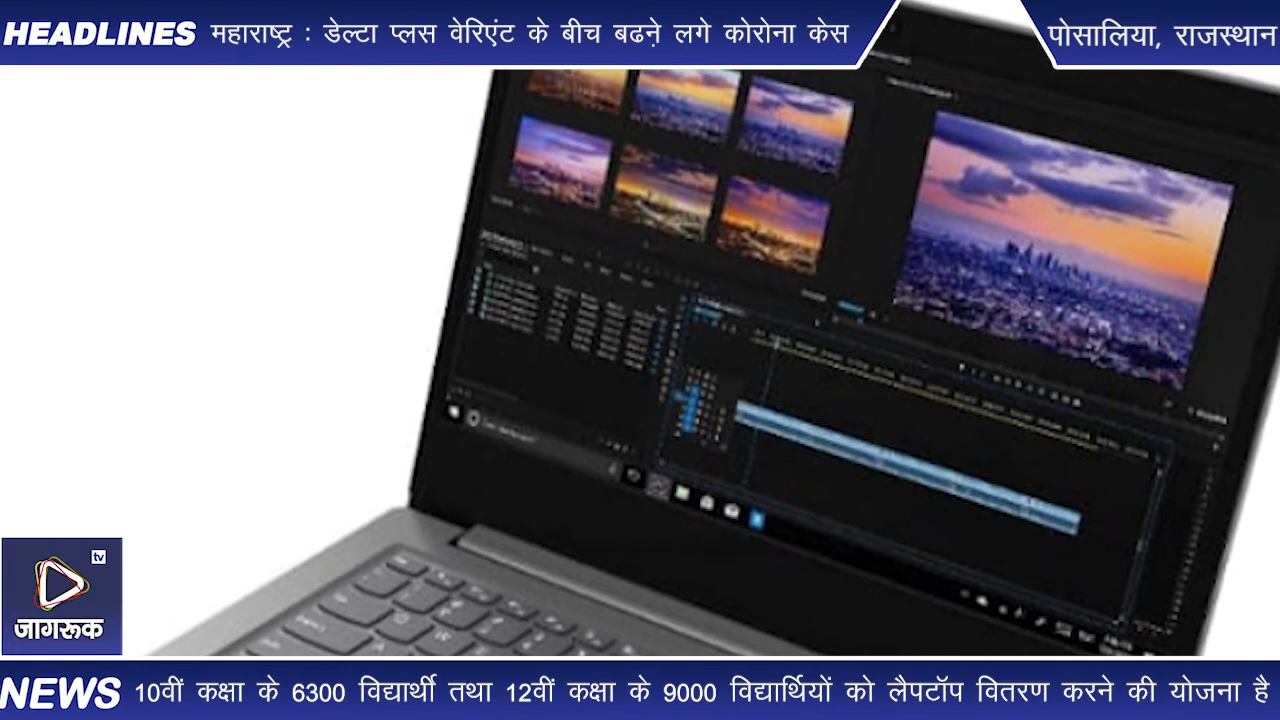 HEADLINES महाराष्ट्र : डेल्टा प्लस वेरिएंट के बीच बढऩे लगे कोरोना केस
पोसालिया, राजस्थान
tv
जागरूक
NEWS 10वीं कक्षा के 6300 विद्यार्थी तथा 12वीं कक्षा के 9000 विद्यार्थियों को लैपटॉप वितरण करने की योजना है